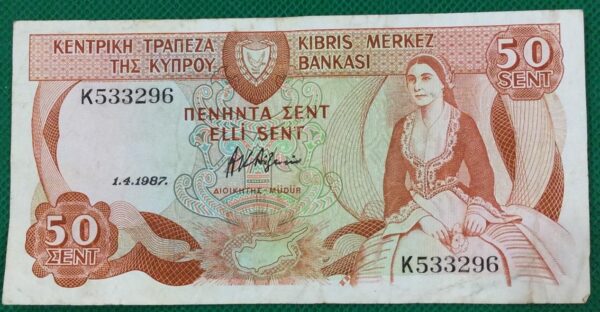 ΚΕΝΤΡΙΚΗ ΤΡΑΠΕΖΑ
ΤΗΣ ΚΥΠΡΟΥ
KIBRIS MERKEZ
BANKASI
50
SENT
K533296
ΠΕΝΗΝΤΑ ΣΕΝΤ
ELLİ SENT
1.4.1987.
ΔΙΟΙΚΗΤΗΣ - MÜDÜR
50
ΣΕΝΤ
K533296